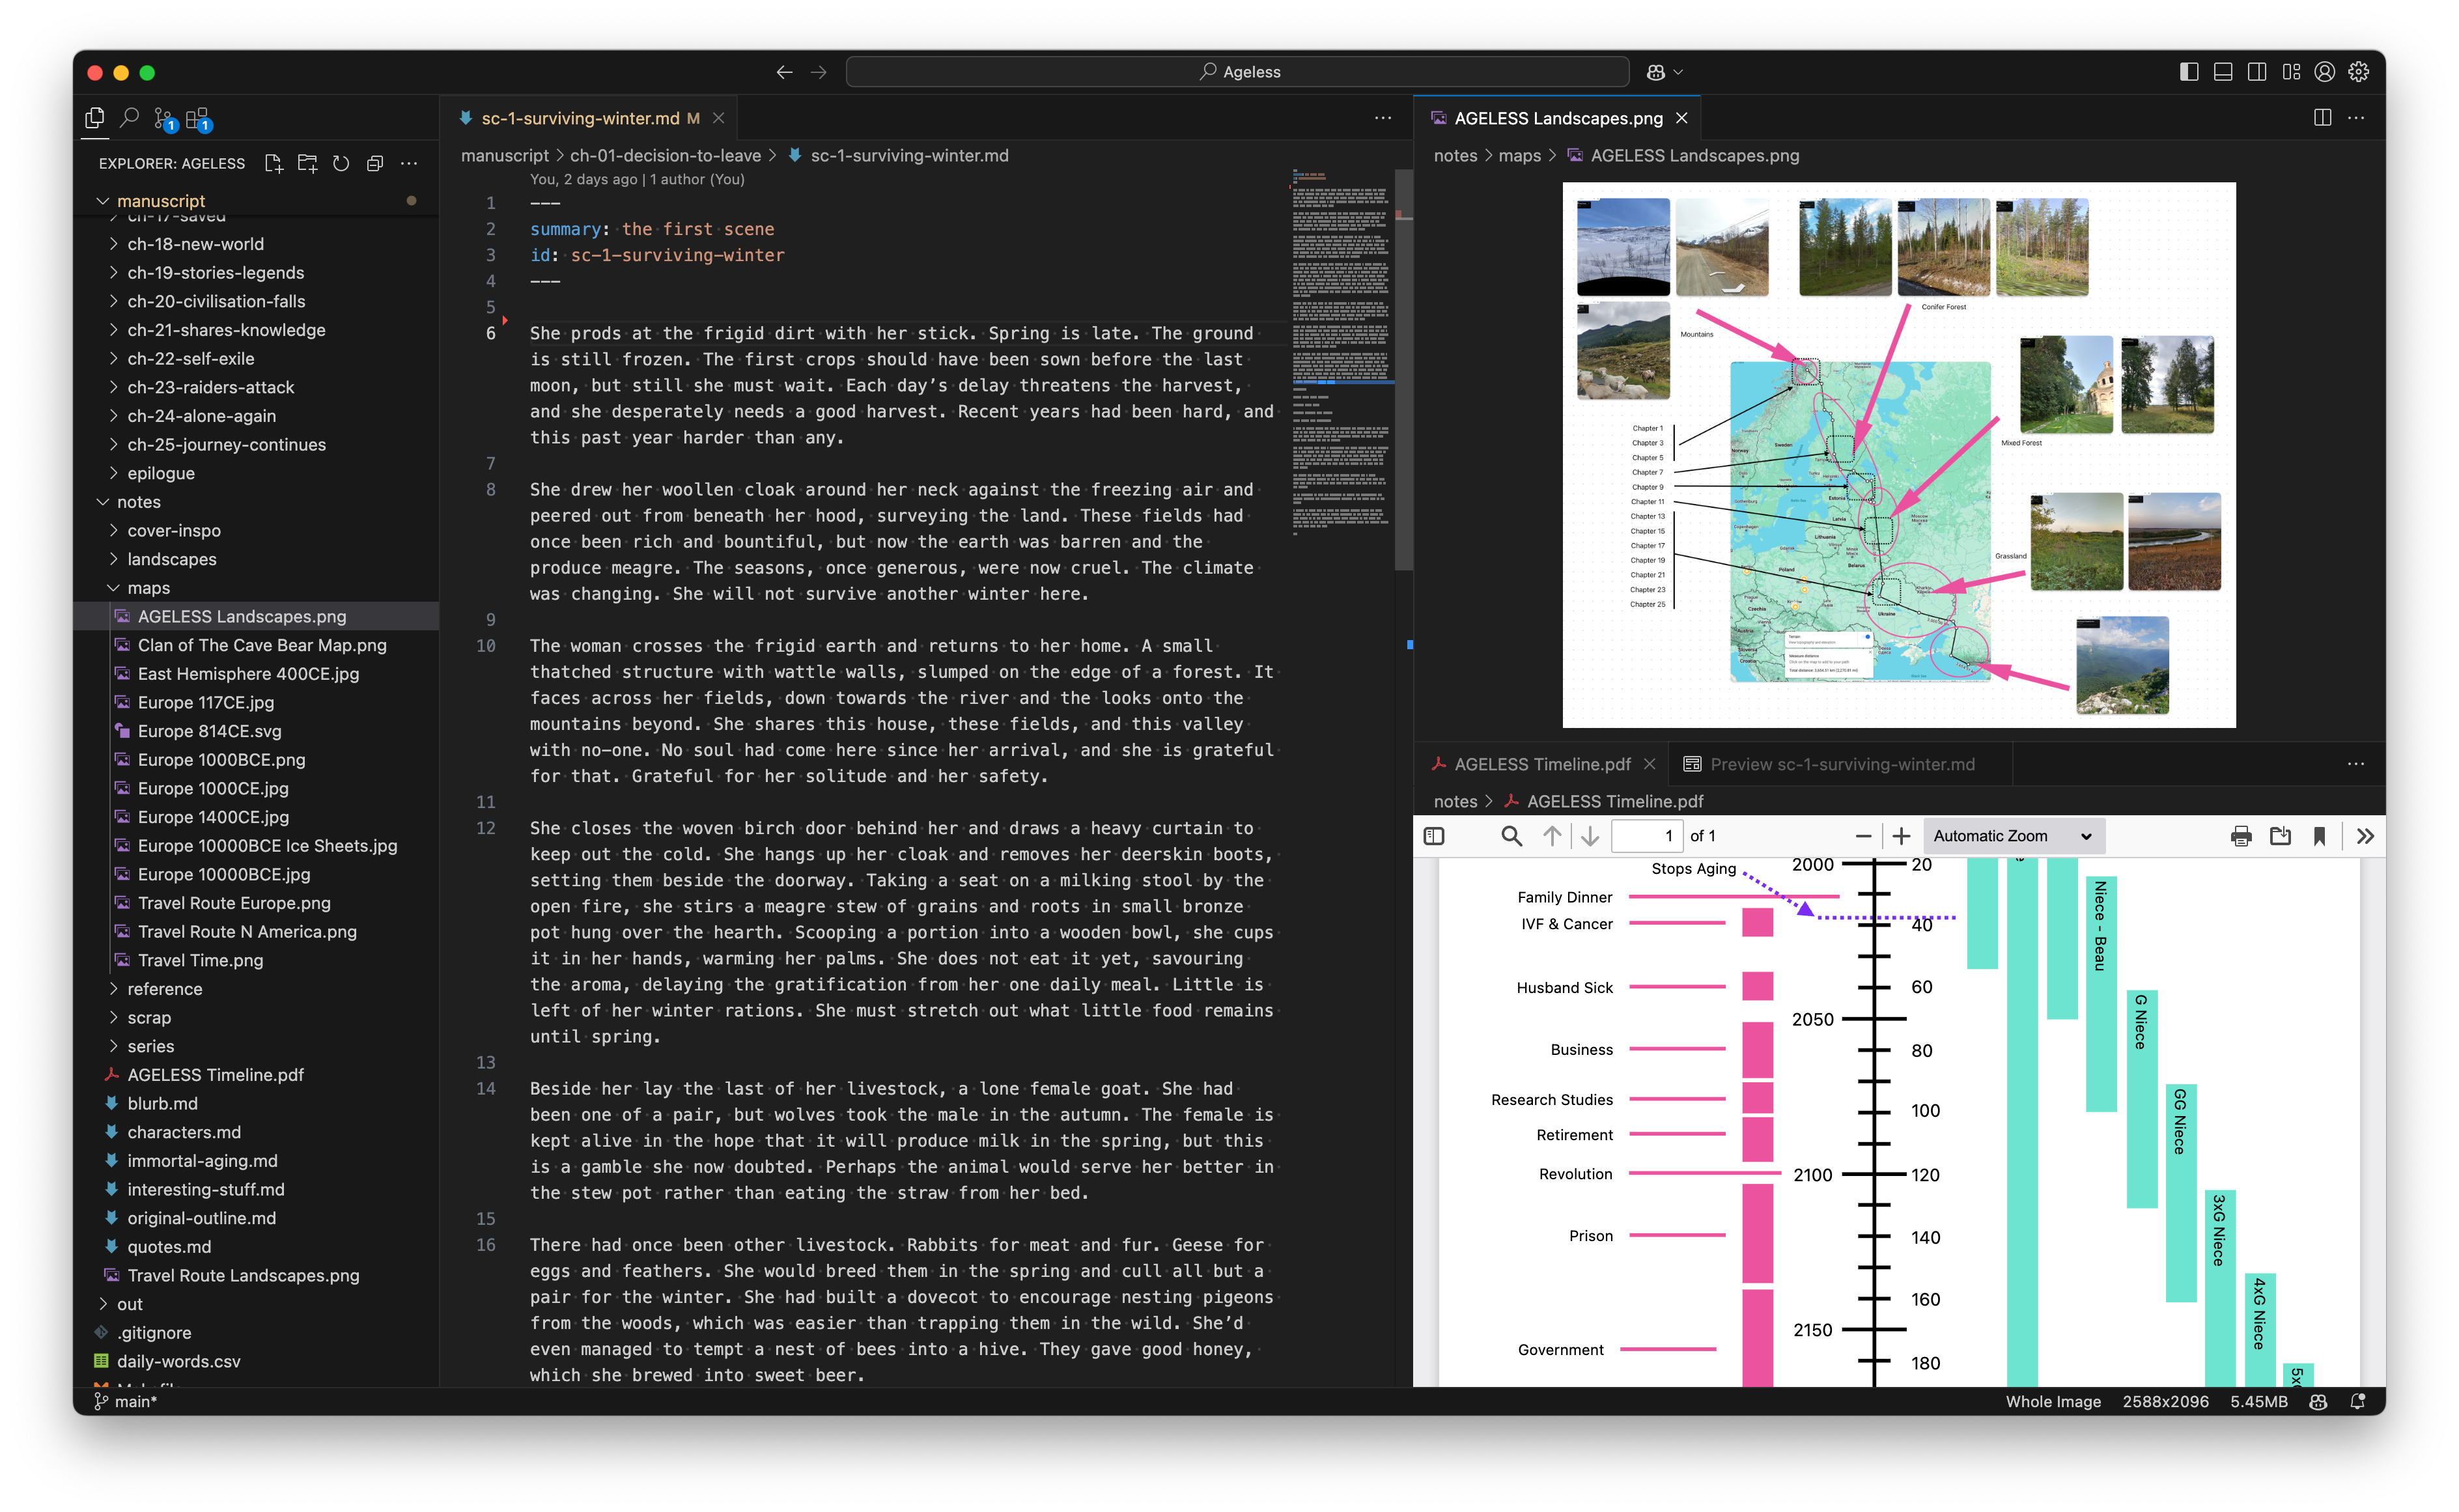 Ageless
EXPLORER: AGELESS
manuscript
ch-17-saved
ch-18-new-world
ch-19-stories-legends
ch-20-civilisation-falls
ch-21-shares-knowledge
ch-22-self-exile
ch-23-raiders-attack
ch-24-alone-again
ch-25-journey-continues
epilogue
notes
cover-inspo
landscapes
maps
AGELESS Landscapes.png
Clan of The Cave Bear Map.png
East Hemisphere 400CE.jpg
Europe 117CE.jpg
Europe 814CE.svg
Europe 1000BCE.png
Europe 1000CE.jpg
Europe 1400CE.jpg
Europe 10000BCE Ice Sheets.jpg
Europe 10000BCE.jpg
Travel Route Europe.png
Travel Route N America.png
Travel Time.png
reference
scrap
series
AGELESS Timeline.pdf
blurb.md
characters.md
immortal-aging.md
interesting-stuff.md
original-outline.md
quotes.md
Travel Route Landscapes.png
out
.gitignore
daily-words.csv
main*
sc-1-surviving-winter.md M
manuscript > ch-01-decision-to-leave > sc-1-surviving-winter.md
You, 2 days ago | 1 author (You)
1 ---
2 summary: the first scene
3 id: sc-1-surviving-winter
4 ---
5
6 She prods at the frigid dirt with her stick. Spring is late. The ground
is still frozen. The first crops should have been sown before the last
moon, but still she must wait. Each day’s delay threatens the harvest,
and she desperately needs a good harvest. Recent years had been hard, and
this past year harder than any.
7
8 She drew her woollen cloak around her neck against the freezing air and
peered out from beneath her hood, surveying the land. These fields had
once been rich and bountiful, but now the earth was barren and the
produce meagre. The seasons, once generous, were now cruel. The climate
was changing. She will not survive another winter here.
9
10 The woman crosses the frigid earth and returns to her home. A small
thatched structure with wattle walls, slumped on the edge of a forest. It
faces across her fields, down towards the river and the looks onto the
mountains beyond. She shares this house, these fields, and this valley
with no-one. No soul had come here since her arrival, and she is grateful
for that. Grateful for her solitude and her safety.
11
12 She closes the woven birch door behind her and draws a heavy curtain to
keep out the cold. She hangs up her cloak and removes her deerskin boots,
setting them beside the doorway. Taking a seat on a milking stool by the
open fire, she stirs a meagre stew of grains and roots in small bronze
pot hung over the hearth. Scooping a portion into a wooden bowl, she cups
it in her hands, warming her palms. She does not eat it yet, savouring
the aroma, delaying the gratification from her one daily meal. Little is
left of her winter rations. She must stretch out what little food remains
until spring.
13
14 Beside her lay the last of her livestock, a lone female goat. She had
been one of a pair, but wolves took the male in the autumn. The female is
kept alive in the hope that it will produce milk in the spring, but this
is a gamble she now doubted. Perhaps the animal would serve her better in
the stew pot rather than eating the straw from her bed.
15
16 There had once been other livestock. Rabbits for meat and fur. Geese for
eggs and feathers. She would breed them in the spring and cull all but a
pair for the winter. She had built a dovecot to encourage nesting pigeons
from the woods, which was easier than trapping them in the wild. She’d
even managed to tempt a nest of bees into a hive. They gave good honey,
which she brewed into sweet beer.
AGELESS Landscapes.png
notes > maps > AGELESS Landscapes.png
Mountains
Conifer Forest
Mixed Forest
Grassland
Chapter 1
Chapter 3
Chapter 5
Chapter 7
Chapter 9
Chapter 11
Chapter 13
Chapter 15
Chapter 17
Chapter 19
Chapter 21
Chapter 23
Chapter 25
Sweden
Norway
Estonia
Latvia
Lithuania
Belarus
Poland
Czechia
Ukraine
Austria
Croatia
Measure distance
AGELESS Timeline.pdf
Preview sc-1-surviving-winter.md
notes > AGELESS Timeline.pdf
1 of 1
Automatic Zoom
Stops Aging
Family Dinner
IVF & Cancer
Husband Sick
Business
Research Studies
Retirement
Revolution
Prison
Government
2000
2050
2100
2150
20
40
60
80
100
120
140
160
180
Niece - Beau
G Niece
GG Niece
3xG Niece
4xG Niece
Whole Image 2588x2096 5.45MB